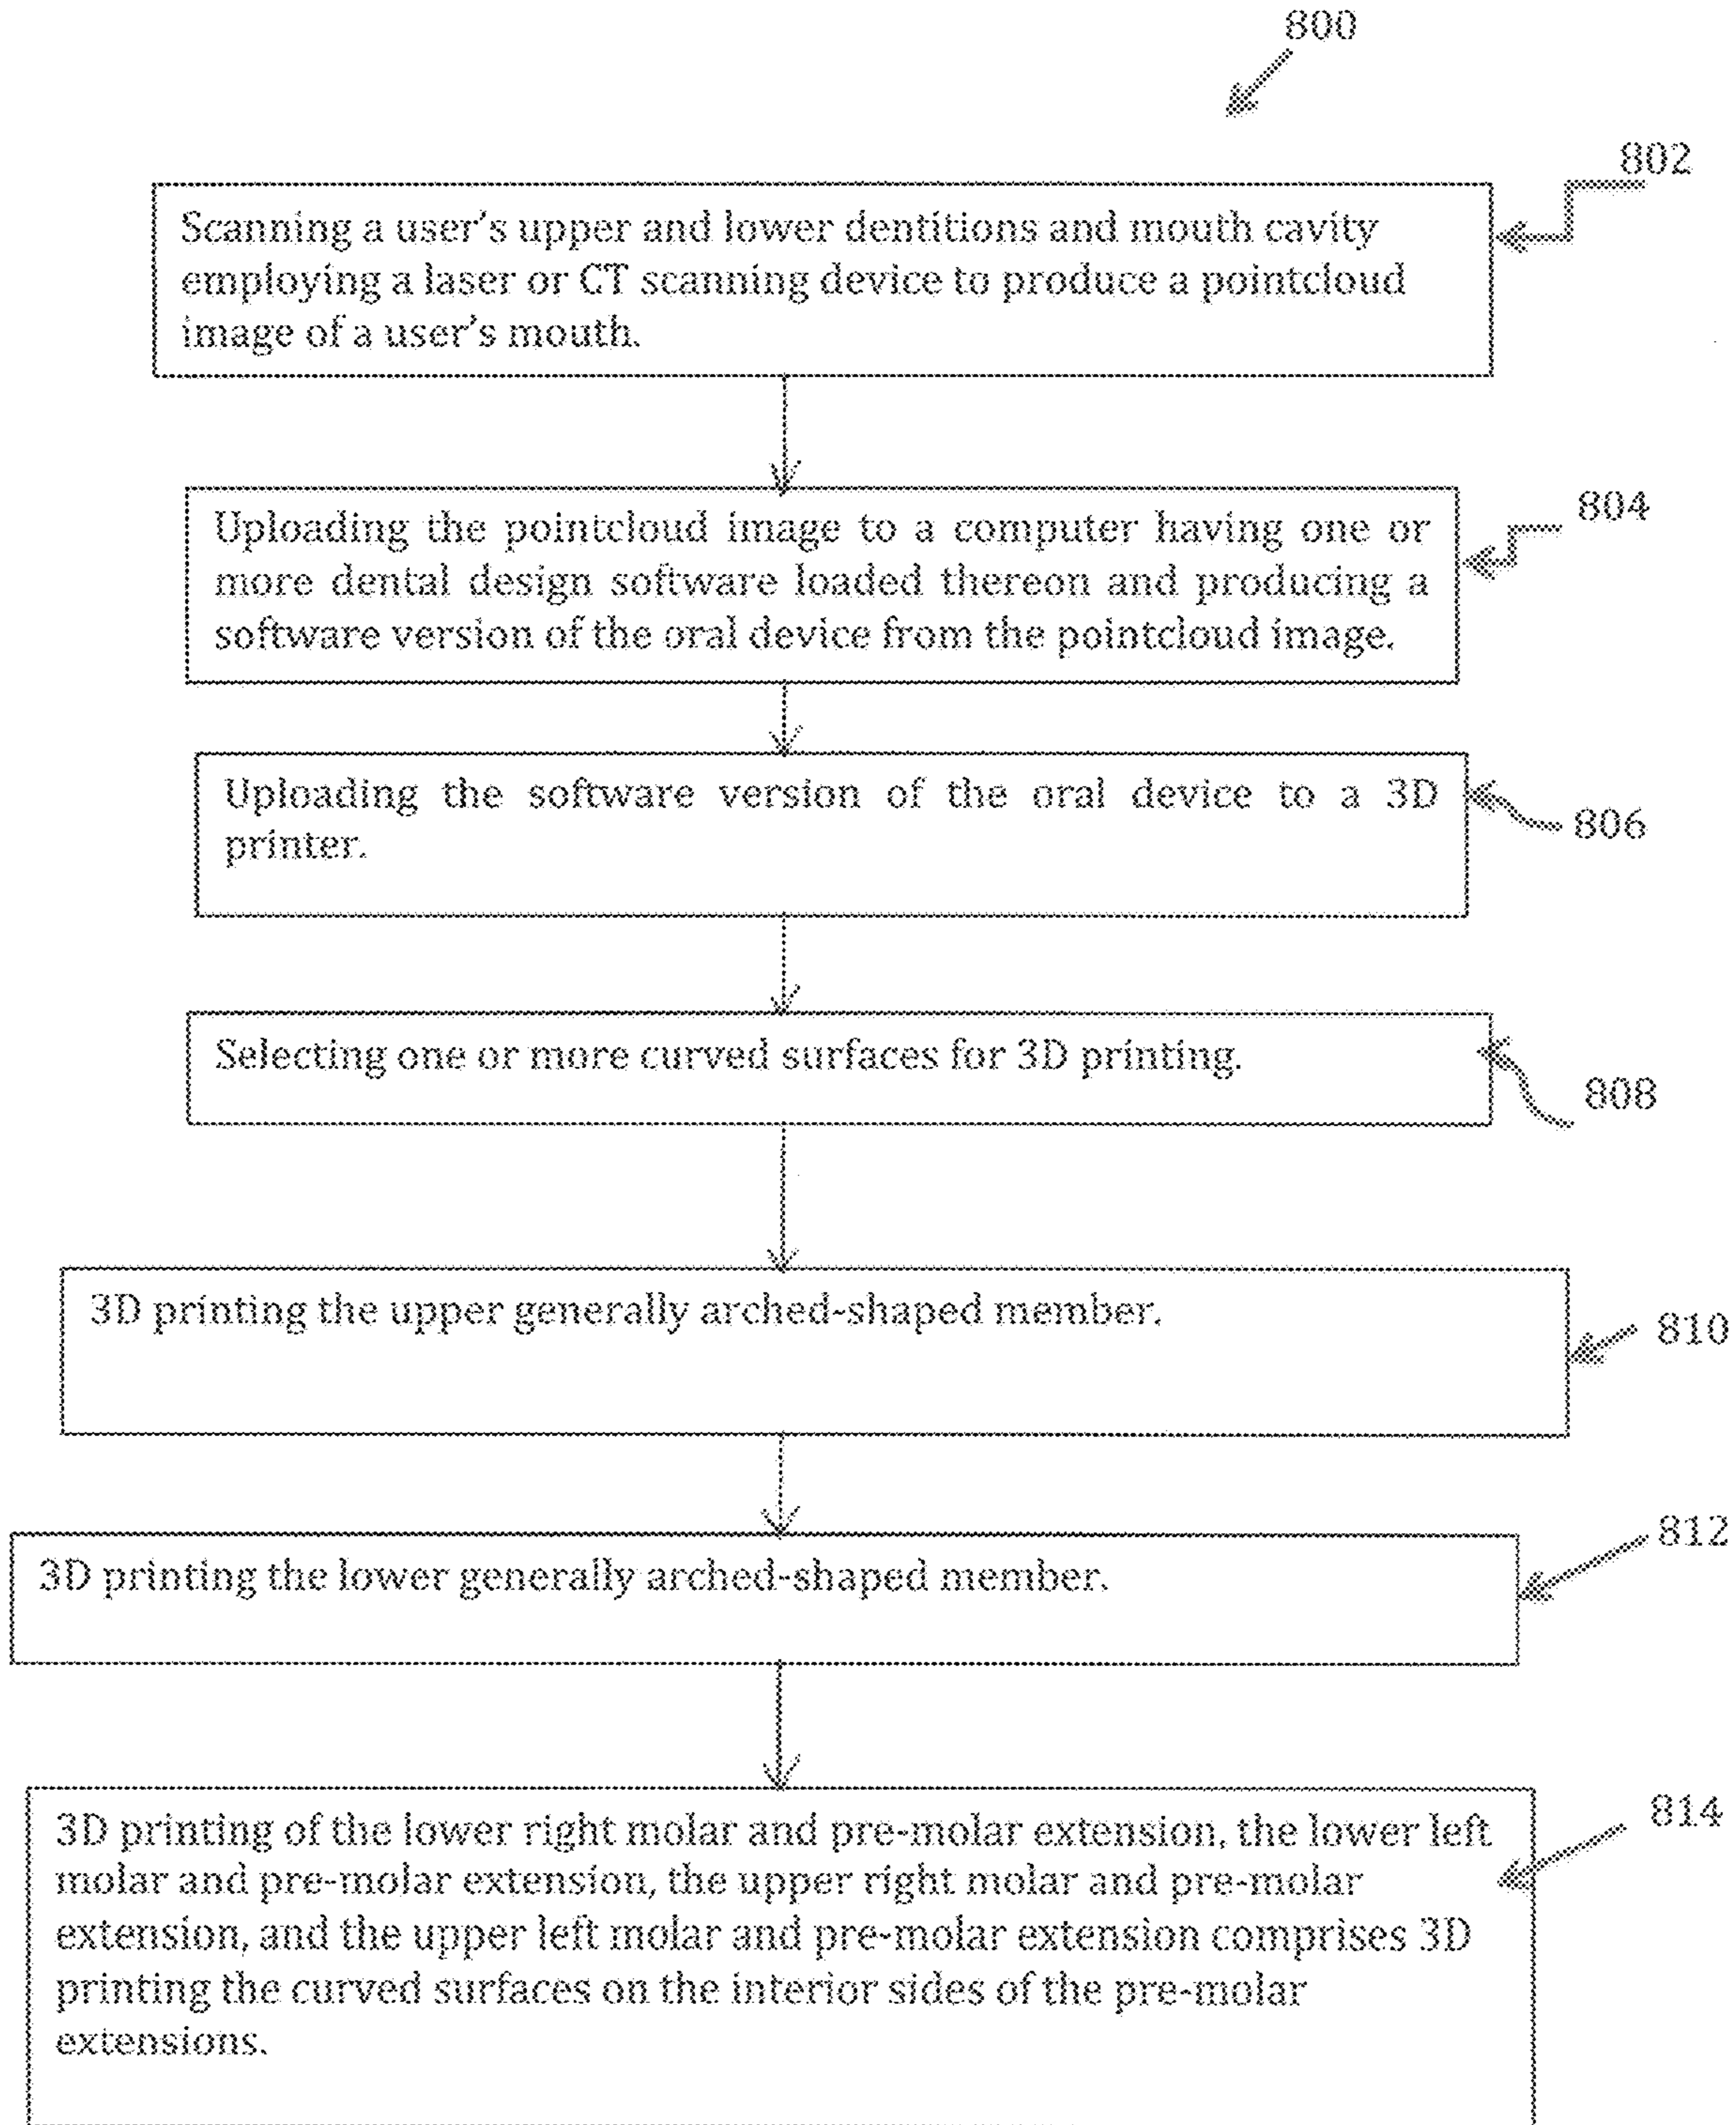 800
802
Scanning a user's upper and lower dentitions and mouth cavity
employing a laser or CT scanning device to produce a pointcloud
image of a user's mouth.
804
Uploading the pointcloud image to a computer having one or
more dental design software loaded thereon and producing a
software version of the oral device from the pointcloud image.
Uploading the software version of the oral device to a 3D
printer.
806
Selecting one or more curved surfaces for 3D printing.
808
3D printing the upper generally arched-shaped member.
810
812
3D printing the lower generally arched-shaped member.
814
3D printing of the lower right molar and pre-molar extension, the lower left
molar and pre-molar extension, the upper right molar and pre-molar
extension, and the upper left molar and pre-molar extension comprises 3D
printing the curved surfaces on the interior sides of the pre-molar
extensions.